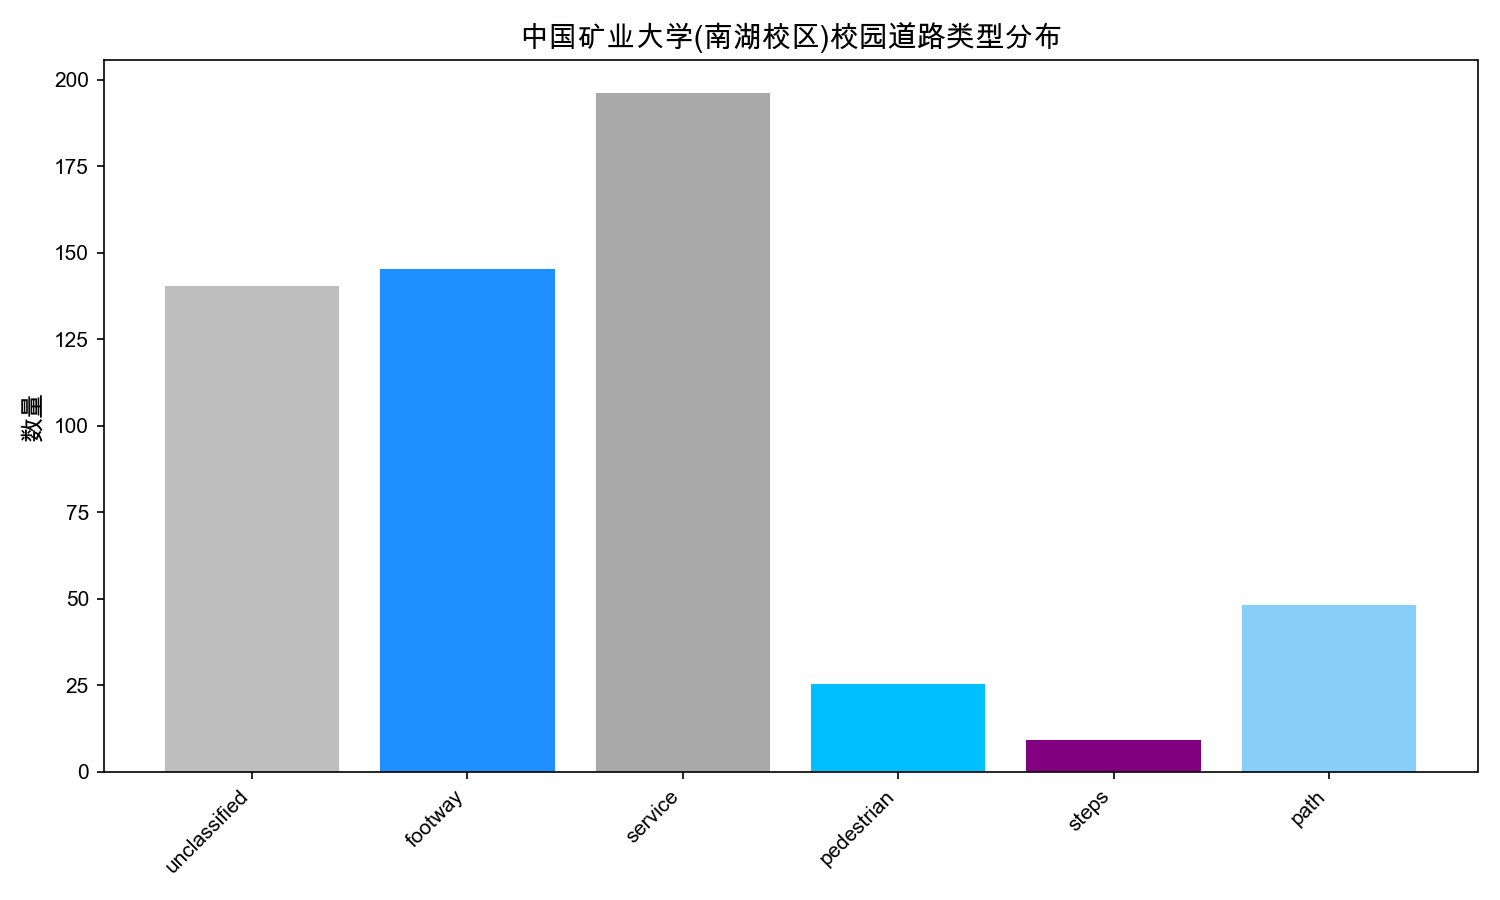 中国矿业大学(南湖校区)校园道路类型分布
数量
200
175
150
125
100
75
50
25
0
unclassified
footway
service
pedestrian
steps
path